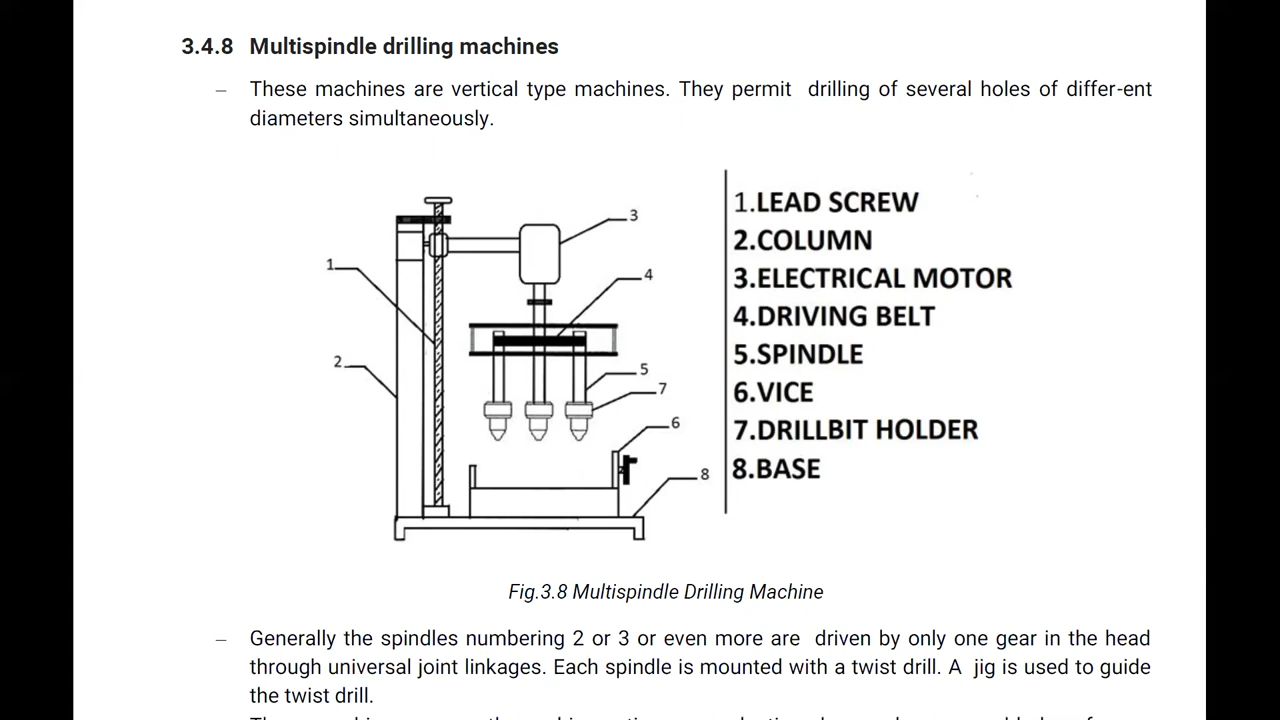 3.4.8 Multispindle drilling machines
– These machines are vertical type machines. They permit drilling of several holes of differ-ent
diameters simultaneously.
1
2
3
4
5
7
6
8
1.LEAD SCREW
2.COLUMN
3.ELECTRICAL MOTOR
4.DRIVING BELT
5.SPINDLE
6.VICE
7.DRILLBIT HOLDER
8.BASE
Fig.3.8 Multispindle Drilling Machine
– Generally the spindles numbering 2 or 3 or even more are driven by only one gear in the head
through universal joint linkages. Each spindle is mounted with a twist drill. A jig is used to guide
the twist drill.